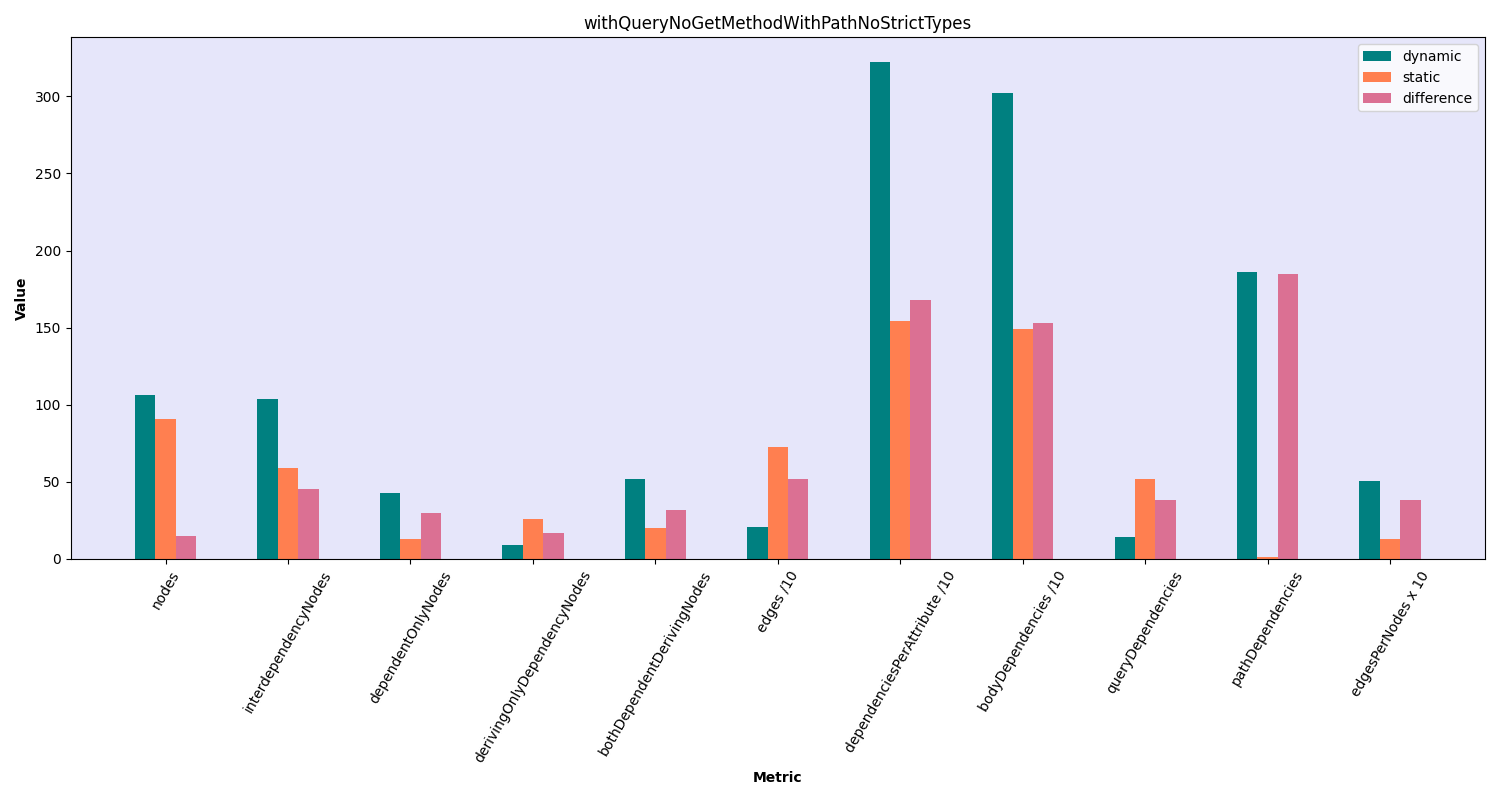 withQueryNoGetMethodWithPathNoStrictTypes
dynamic
static
difference
Value
300
250
200
150
100
50
0
nodes
interdependencyNodes
dependentOnlyNodes
derivingOnlyDependencyNodes
bothDependentDerivingNodes
edges /10
dependenciesPerAttribute /10
bodyDependencies /10
queryDependencies
pathDependencies
edgesPerNodes x 10
Metric